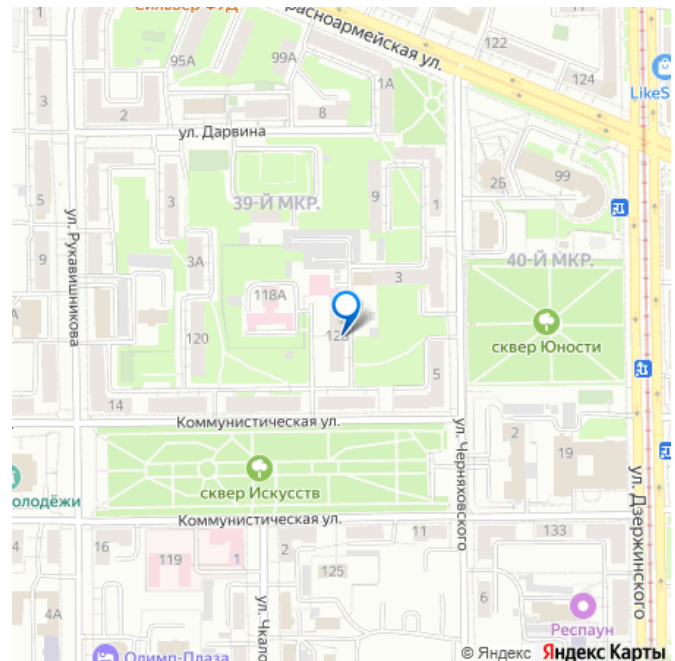 Сильвер ФУД
Красноармейская ул.
122
99А
95А
1А
124
LikeS
3
2
8
ул. Дарвина
5
3
39-Й МКР.
9
1
2Б
99
ул. Рукавишникова
9
3А
3
40-Й МКР.
118А
120
сквер Юности
5
14
Коммунистическая ул.
ул. Черняховского
2
19
сквер Искусств
олодёжи
ул. Дзержинского
Коммунистическая ул.
4
16
119
1
2
11
133
125
4А
ул. Чкало
6
Респаун
Олимп-Плаза
© Яндекс Яндекс Карты